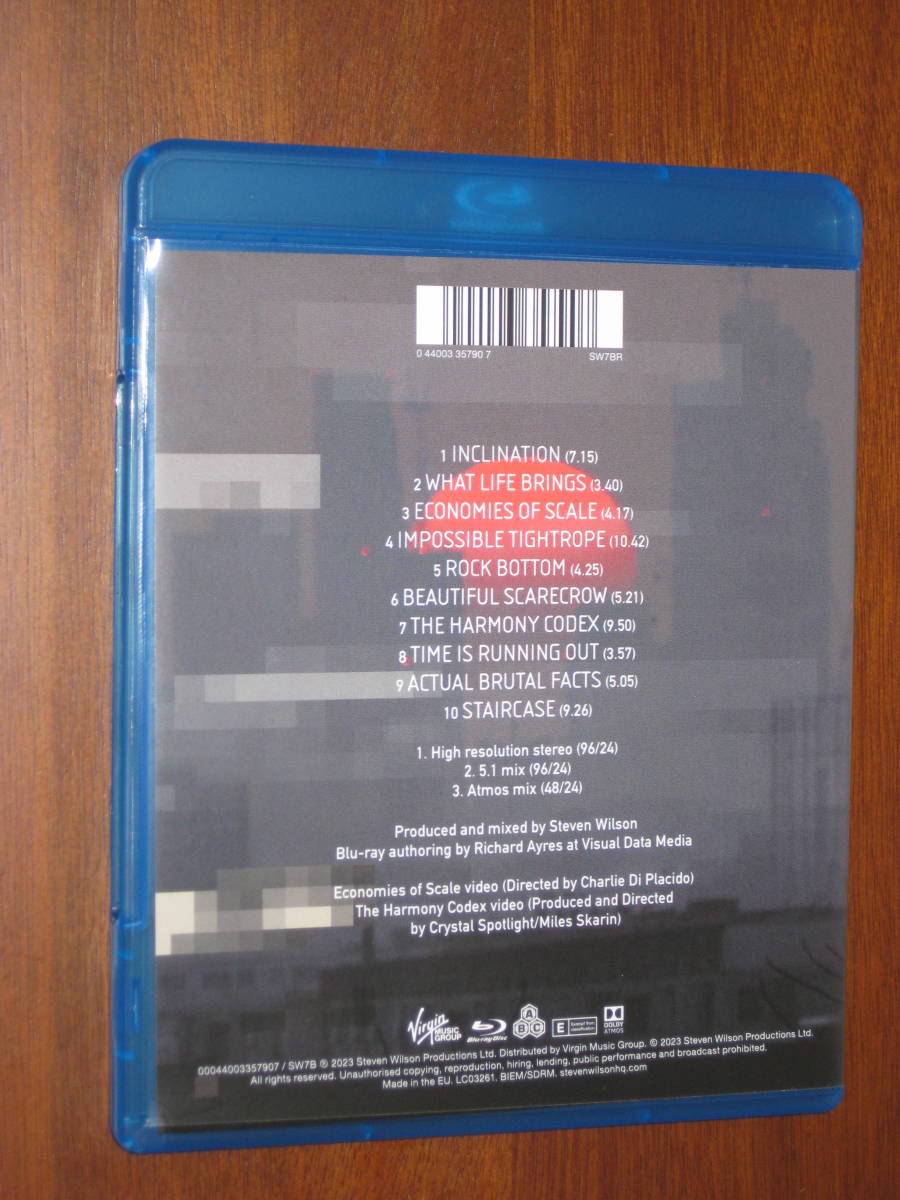 0 44003 35790 7 SW7BR
1 INCLINATION (7.15)
2 WHAT LIFE BRINGS (3.40)
3 ECONOMIES OF SCALE (4.17)
4 IMPOSSIBLE TIGHTROPE (10.42)
5 ROCK BOTTOM (4.25)
6 BEAUTIFUL SCARECROW (5.21)
7 THE HARMONY CODEX (9.50)
8 TIME IS RUNNING OUT (3.57)
9 ACTUAL BRUTAL FACTS (5.05)
10 STAIRCASE (9.26)
1. High resolution stereo (96/24)
2. 5.1 mix (96/24)
3. Atmos mix (48/24)
Produced and mixed by Steven Wilson
Blu-ray authoring by Richard Ayres at Visual Data Media
Economies of Scale video (Directed by Charlie Di Placido)
The Harmony Codex video (Produced and Directed
by Crystal Spotlight/Miles Skarin)
Virgin MUSIC GROUP Blu-ray Disc ABC E Exempt from classification DOLBY ATMOS
00044003357907 / SW7B ℗ 2023 Steven Wilson Productions Ltd. Distributed by Virgin Music Group. © 2023 Steven Wilson Productions Ltd.
All rights reserved. Unauthorised copying, reproduction, hiring, lending, public performance and broadcast prohibited.
Made in the EU. LC03261. BIEM/SDRM. stevenwilsonhq.com